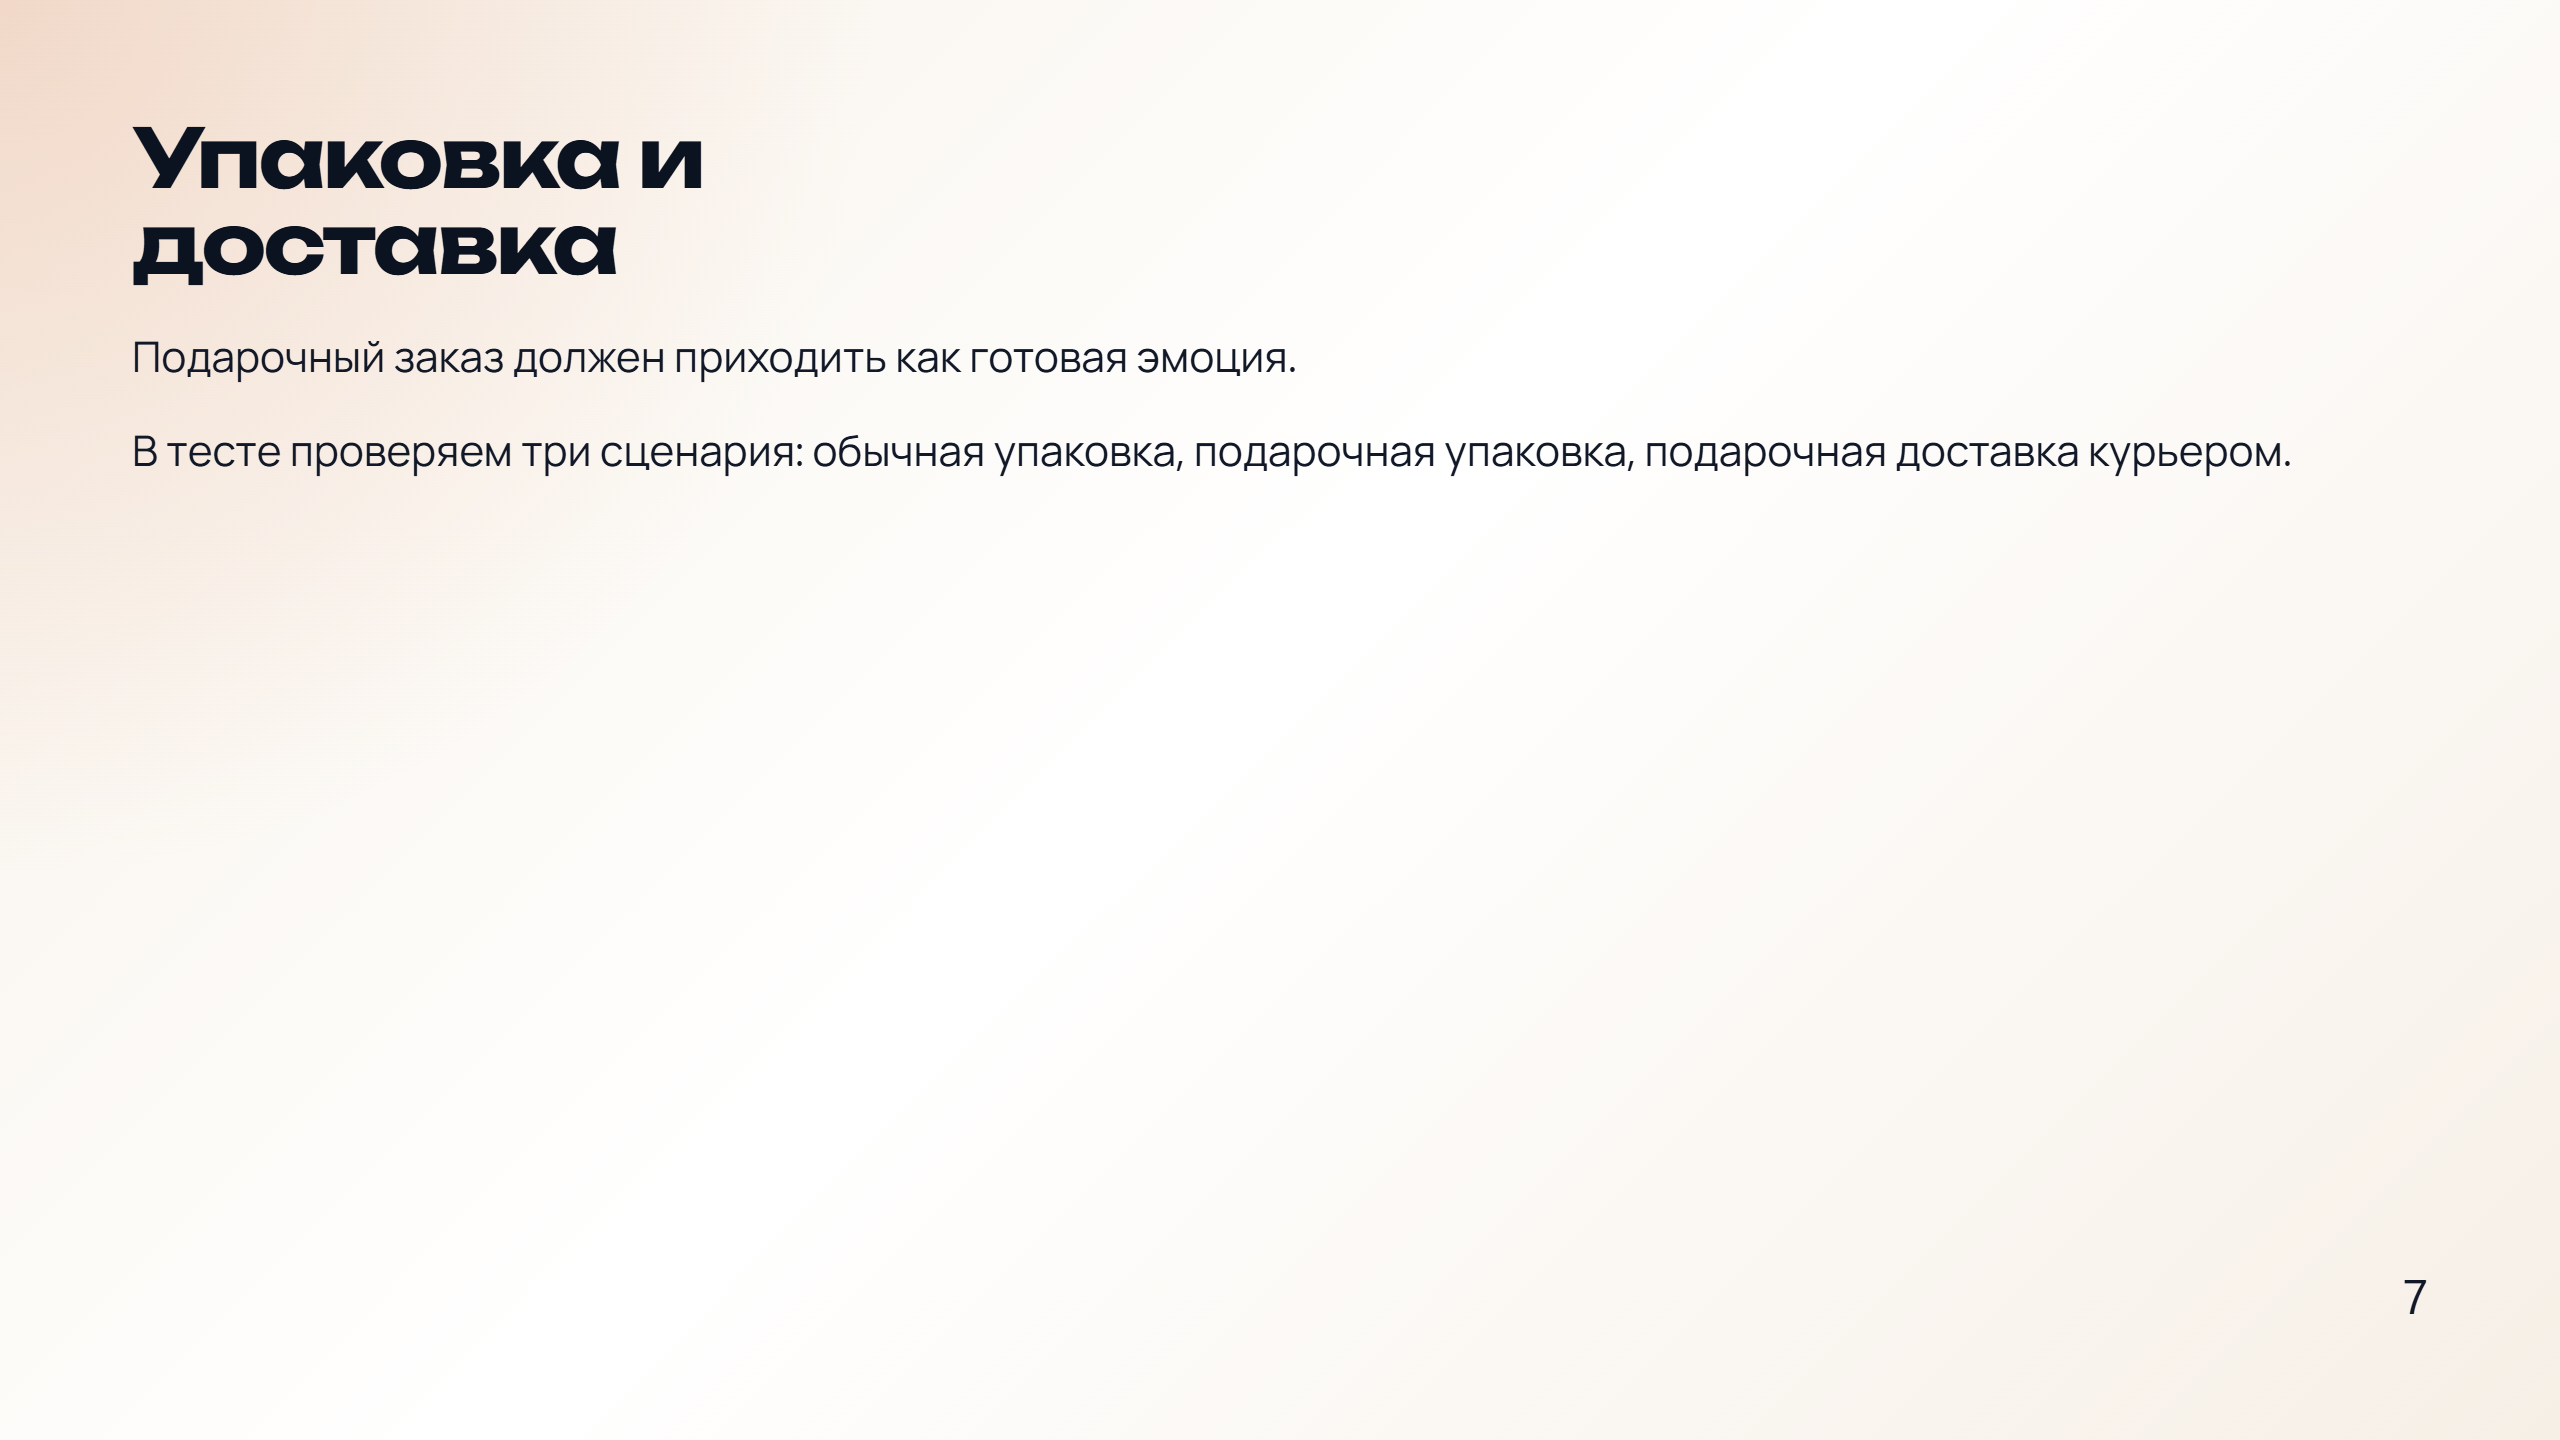 Упаковка и
доставка
Подарочный заказ должен приходить как готовая эмоция.
В тесте проверяем три сценария: обычная упаковка, подарочная упаковка, подарочная доставка курьером.
7